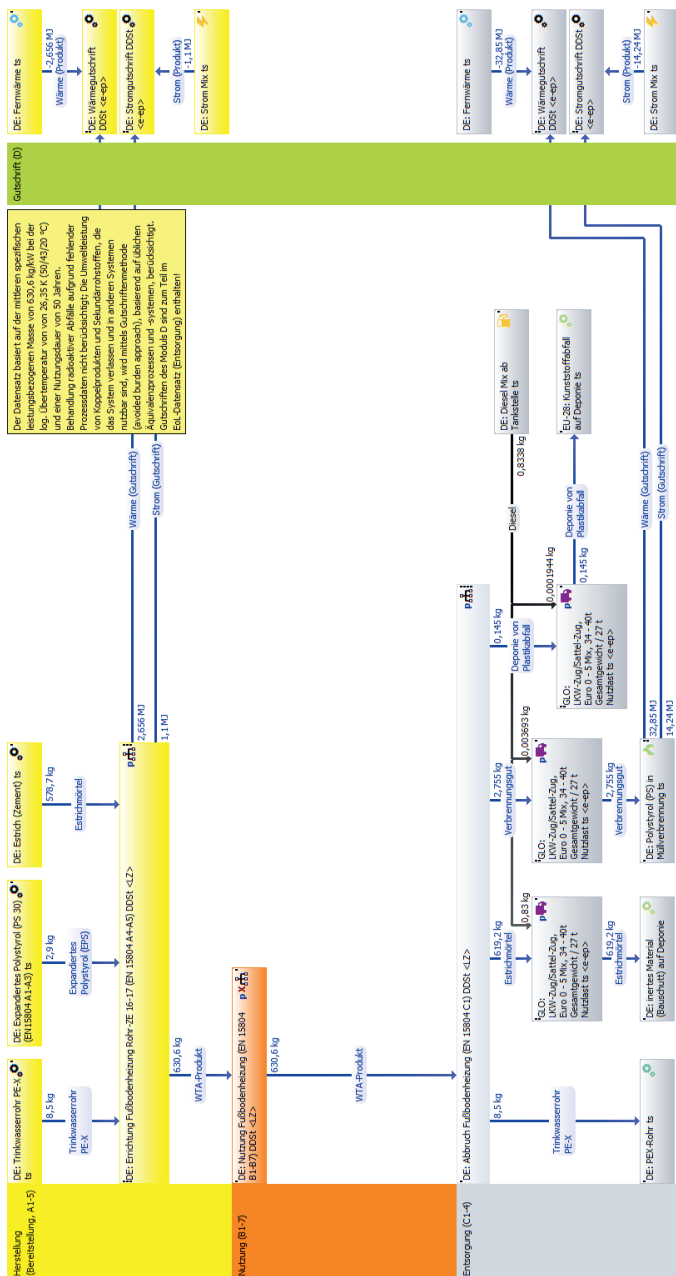 Herstellung
(Bereitstellung, A1-5)
DE: Trinkwasserrohr PE-X
ts
8,5 kg
Trinkwasserrohr
PE-X
DE: Expandiertes Polystyrol (PS 30)
(EN15804 A1-A3) ts
2,9 kg
Expandiertes
Polystyrol (EPS)
DE: Estrich (Zement) ts
578,7 kg
Estrichmörtel
DE: Errichtung Fußbodenheizung Rohr-ZE 16-17 (EN 15804 A4-A5) DDSt <LZ>
p
2,656 MJ
1,1 MJ
Wärme (Gutschrift)
Strom (Gutschrift)
630,6 kg
WTA-Produkt
Der Datensatz basiert auf der mittleren spezifischen
leistungsbezogenen Masse von 630,6 kg/kW bei der
log. Übertemperatur von von 26,35 K (50/43/20 °C)
und einer Nutzungsdauer von 50 Jahren.
Behandlung radioaktiver Abfälle aufgrund fehlender
Prozessdaten nicht berücksichtigt; Die Umweltleistung
von Koppelprodukten und Sekundärrohstoffen, die
das System verlassen und in anderen Systemen
nutzbar sind, wird mittels Gutschriftenmethode
(avoided burden approach), basierend auf üblichen
Äquivalenzprozessen und -systemen, berücksichtigt.
Gutschriften des Moduls D sind zum Teil im
EoL-Datensatz (Entsorgung) enthalten!
Gutschrift (D)
DE: Fernwärme ts
-2,656 MJ
Wärme (Produkt)
DE: Wärmegutschrift
DDSt <e-ep>
DE: Stromgutschrift DDSt
<e-ep>
-1,1 MJ
Strom (Produkt)
DE: Strom Mix ts
Nutzung (B1-7)
DE: Nutzung Fußbodenheizung (EN 15804
B1-B7) DDSt <LZ>
p X
630,6 kg
WTA-Produkt
Entsorgung (C1-4)
DE: Abbruch Fußbodenheizung (EN 15804 C1) DDSt <LZ>
p
8,5 kg
Trinkwasserrohr
PE-X
DE: PEX-Rohr ts
619,2 kg
Estrichmörtel
0,83 kg
GLO:
LKW-Zug/Sattel-Zug,
Euro 0 - 5 Mix, 34 - 40t
Gesamtgewicht / 27 t
Nutzlast ts <e-ep>
p
619,2 kg
Estrichmörtel
DE: inertes Material
(Bauschutt) auf Deponie
ts
2,755 kg
Verbrennungsgut
0,003693 kg
GLO:
LKW-Zug/Sattel-Zug,
Euro 0 - 5 Mix, 34 - 40t
Gesamtgewicht / 27 t
Nutzlast ts <e-ep>
p
2,755 kg
Verbrennungsgut
DE: Polystyrol (PS) in
Müllverbrennung ts
32,85 MJ
14,24 MJ
Wärme (Gutschrift)
Strom (Gutschrift)
0,145 kg
Deponie von
Plastikabfall
0,0001944 kg
GLO:
LKW-Zug/Sattel-Zug,
Euro 0 - 5 Mix, 34 - 40t
Gesamtgewicht / 27 t
Nutzlast ts <e-ep>
p
0,145 kg
Deponie von
Plastikabfall
Diesel
0,8338 kg
DE: Diesel Mix ab
Tankstelle ts
EU-28: Kunststoffabfall
auf Deponie ts
DE: Fernwärme ts
-32,85 MJ
Wärme (Produkt)
DE: Wärmegutschrift
DDSt <e-ep>
DE: Stromgutschrift DDSt
<e-ep>
-14,24 MJ
Strom (Produkt)
DE: Strom Mix ts